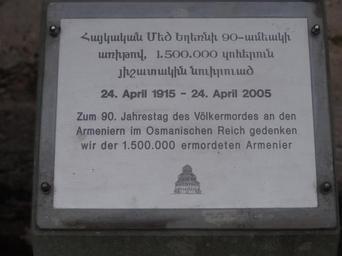 Հայկական Մեծ Եղեռնի 90-ամեակի
առիթով, 1.500.000 զոհերուն
յիշատակին նուիրուած
24. April 1915 - 24. April 2005
Zum 90. Jahrestag des Völkermordes an den
Armeniern im Osmanischen Reich gedenken
wir der 1.500.000 ermordeten Armenier